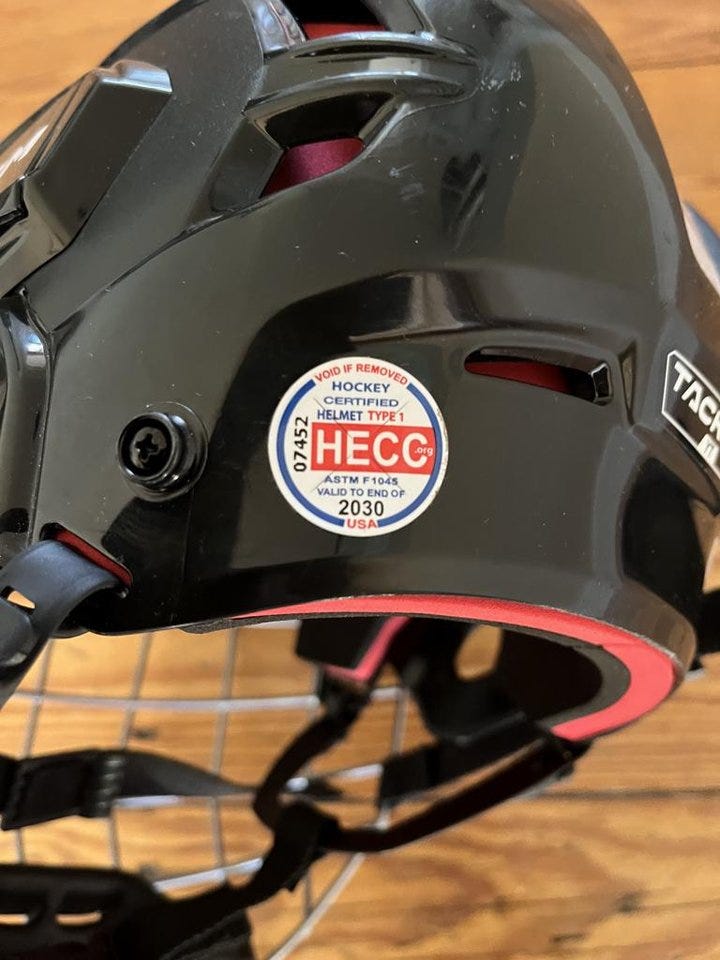 VOID IF REMOVED
HOCKEY
CERTIFIED
HELMET TYPE 1
07452
HECC.org
ASTM F1045
VALID TO END OF
2030
USA